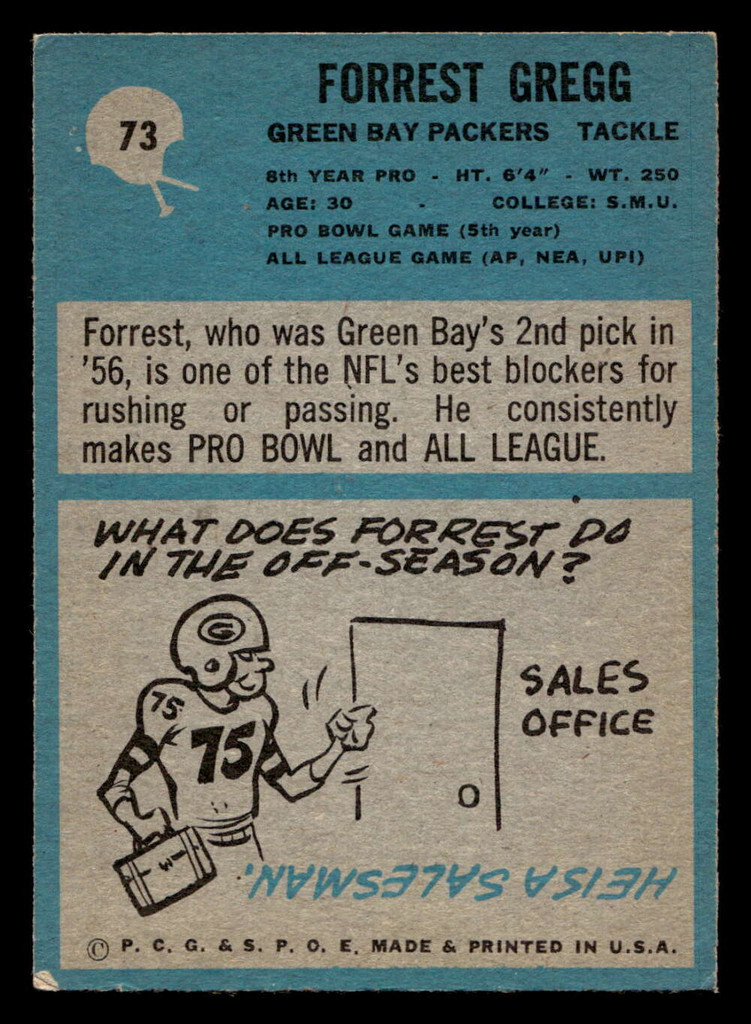 73
FORREST GREGG
GREEN BAY PACKERS TACKLE
8th YEAR PRO - HT. 6'4" - WT. 250
AGE: 30 - COLLEGE: S.M.U.
PRO BOWL GAME (5th year)
ALL LEAGUE GAME (AP, NEA, UPI)
Forrest, who was Green Bay's 2nd pick in
'56, is one of the NFL's best blockers for
rushing or passing. He consistently
makes PRO BOWL and ALL LEAGUE.
WHAT DOES FORREST DO
IN THE OFF-SEASON?
G
75
75
SALES
OFFICE
HE IS A SALESMAN.
© P. C. G. & S. P. O. E. MADE & PRINTED IN U.S.A.